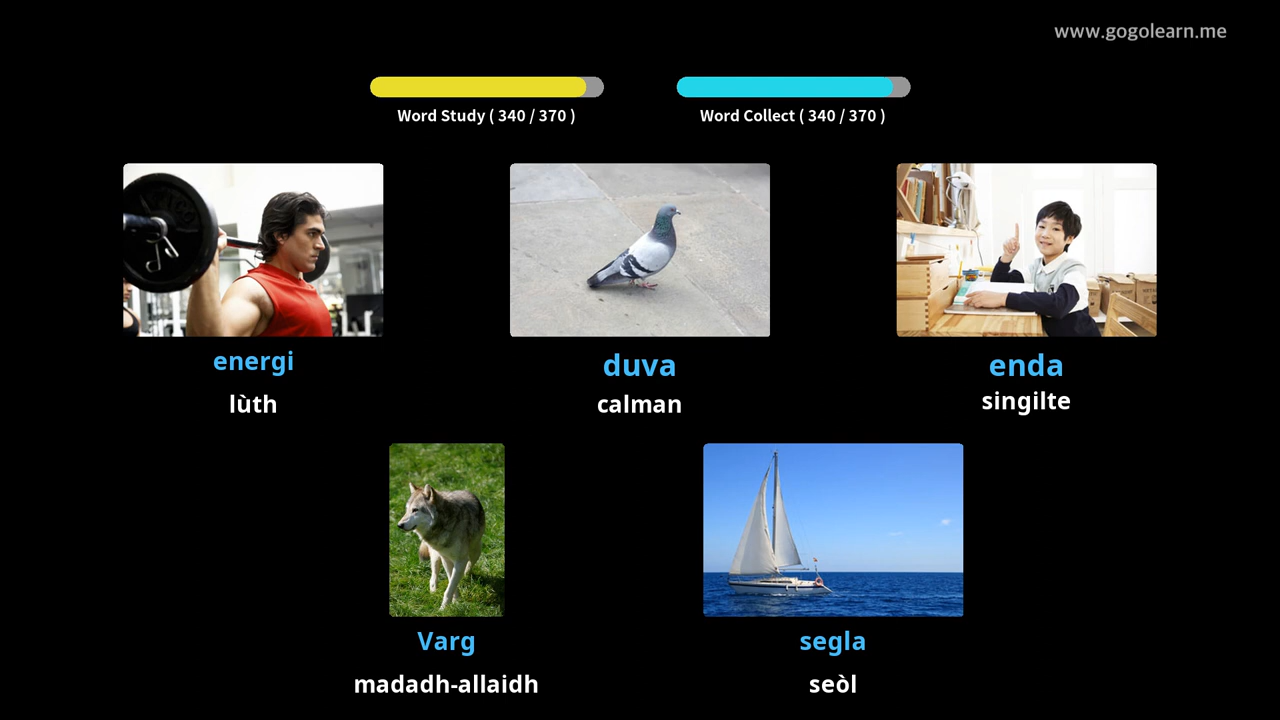 www.gogolearn.me
Word Study ( 340 / 370 )
Word Collect ( 340 / 370 )
energi
lùth
duva
calman
enda
singilte
Varg
madadh-allaidh
segla
seòl